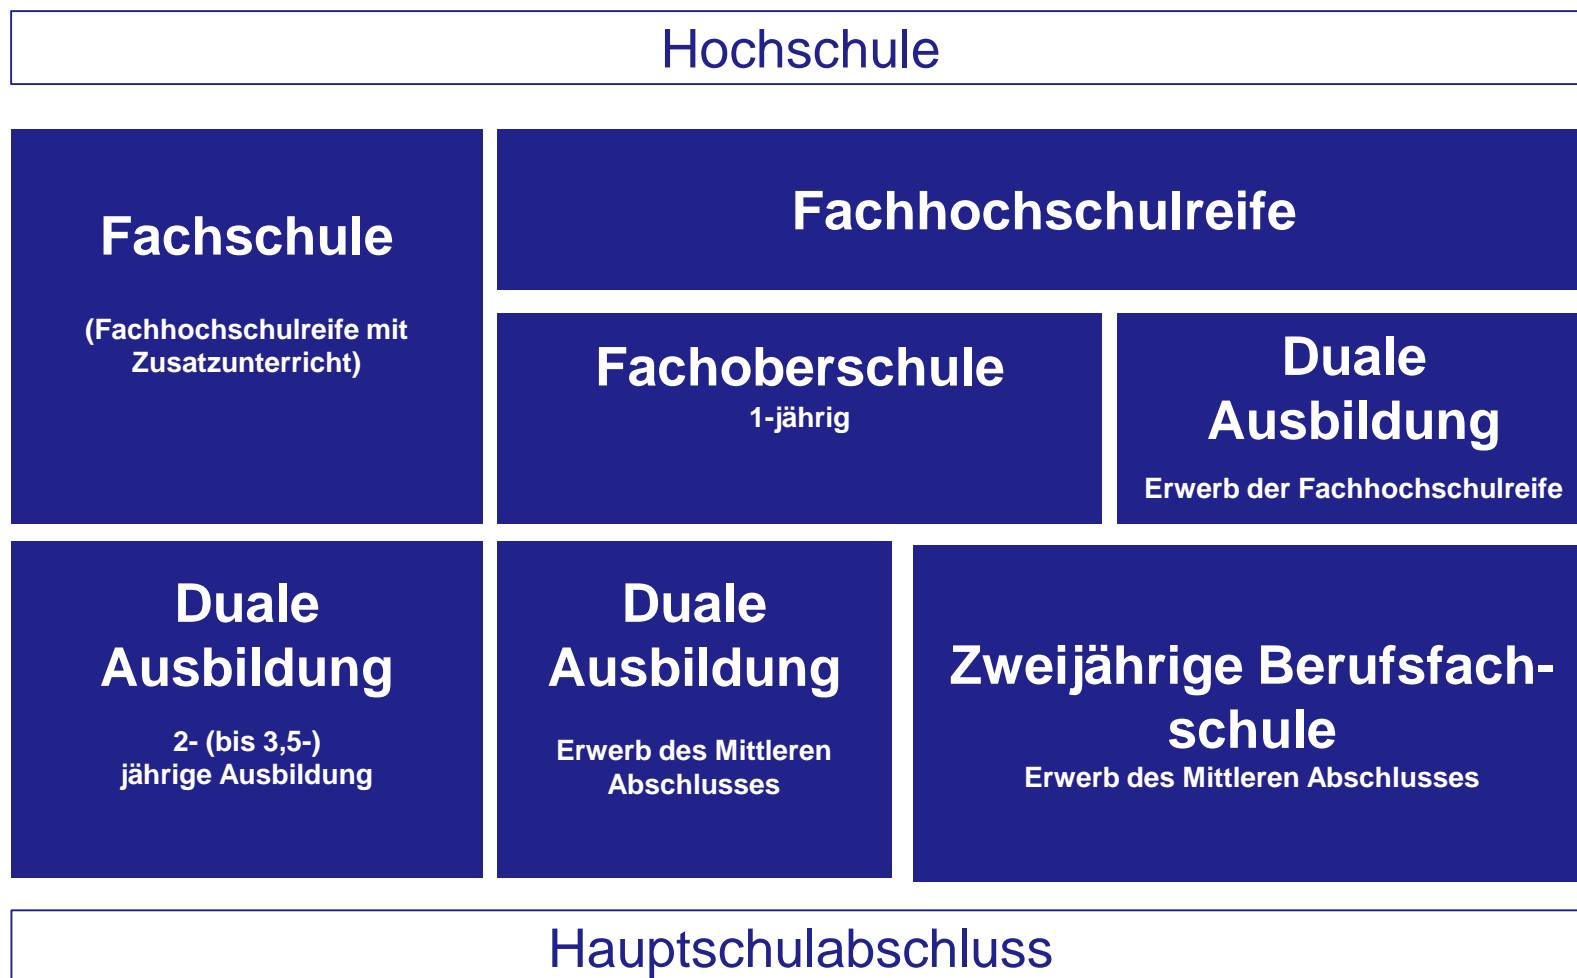 Hochschule
Fachschule
(Fachhochschulreife mit
Zusatzunterricht)
Fachhochschulreife
Fachoberschule
1-jährig
Duale
Ausbildung
Erwerb der Fachhochschulreife
Duale
Ausbildung
2- (bis 3,5-)
jährige Ausbildung
Duale
Ausbildung
Erwerb des Mittleren
Abschlusses
Zweijährige Berufsfach-
schule
Erwerb des Mittleren Abschlusses
Hauptschulabschluss